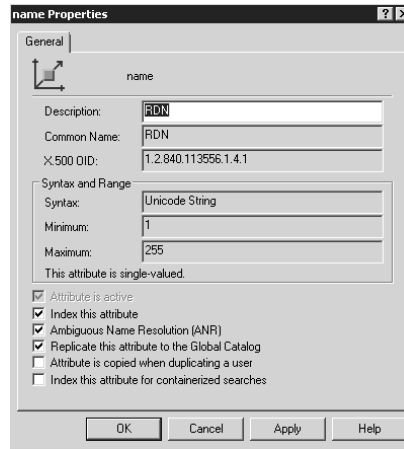 name Properties
General
name
Description: RDN
Common Name: RDN
X.500 OID: 1.2.840.113556.1.4.1
Syntax and Range
Syntax: Unicode String
Minimum: 1
Maximum: 255
This attribute is single-valued.
Attribute is active
Index this attribute
Ambiguous Name Resolution (ANR)
Replicate this attribute to the Global Catalog
Attribute is copied when duplicating a user
Index this attribute for containerized searches
OK Cancel Apply Help